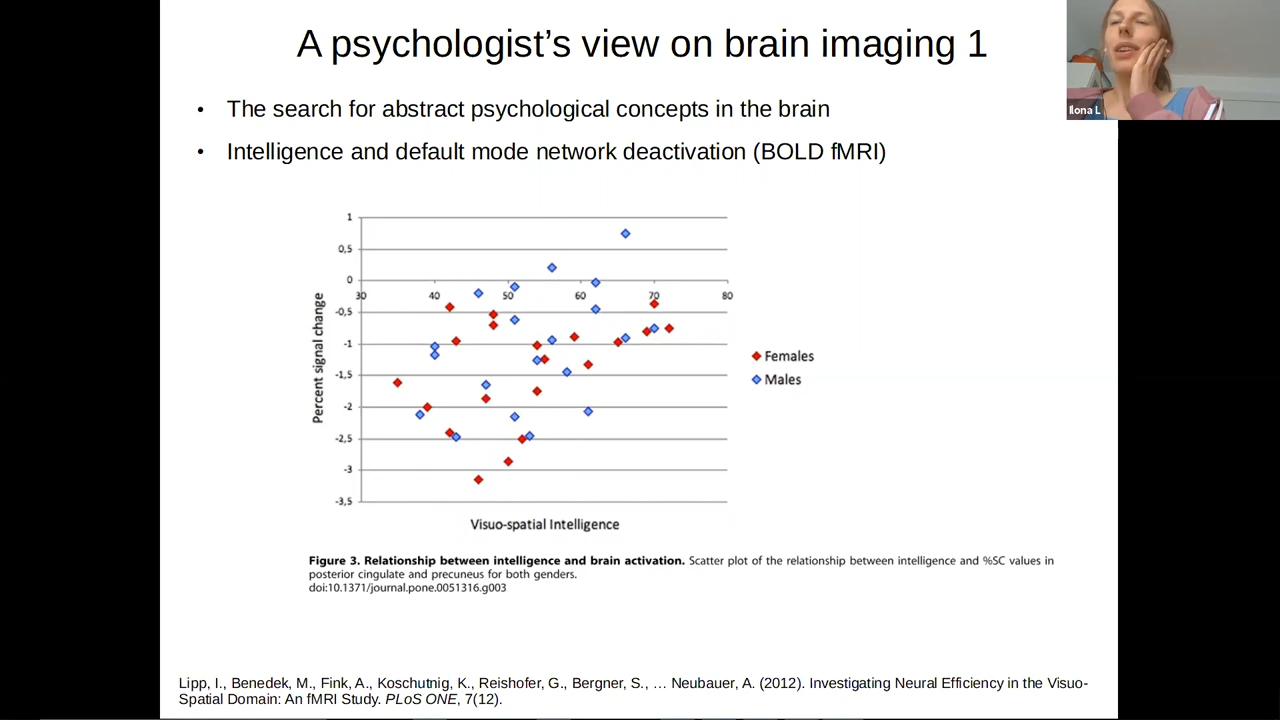 A psychologist's view on brain imaging 1
Ilona L
• The search for abstract psychological concepts in the brain
• Intelligence and default mode network deactivation (BOLD fMRI)
1
0,5
0
30 40 50 60 70 80
-0,5
-1
-1,5
-2
-2,5
-3
-3,5
Percent signal change
Females
Males
Visuo-spatial Intelligence
Figure 3. Relationship between intelligence and brain activation. Scatter plot of the relationship between intelligence and %SC values in
posterior cingulate and precuneus for both genders.
doi:10.1371/journal.pone.0051316.g003
Lipp, I., Benedek, M., Fink, A., Koschutnig, K., Reishofer, G., Bergner, S., … Neubauer, A. (2012). Investigating Neural Efficiency in the Visuo-
Spatial Domain: An fMRI Study. PLoS ONE, 7(12).